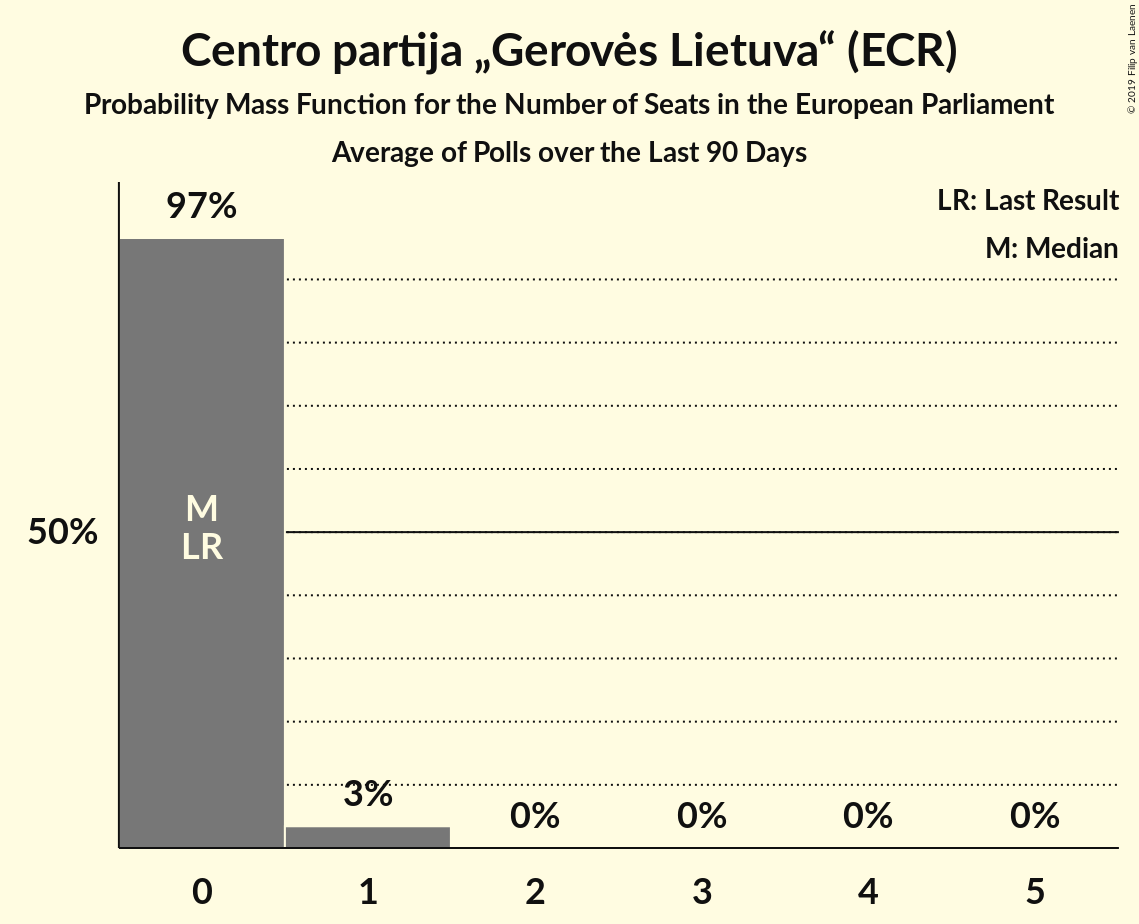 Centro partija „Gerovės Lietuva“ (ECR)
Probability Mass Function for the Number of Seats in the European Parliament
Average of Polls over the Last 90 Days
© 2019 Filip van Laenen
LR: Last Result
M: Median
97%
M
LR
50%
3%
0% 0% 0% 0%
0 1 2 3 4 5